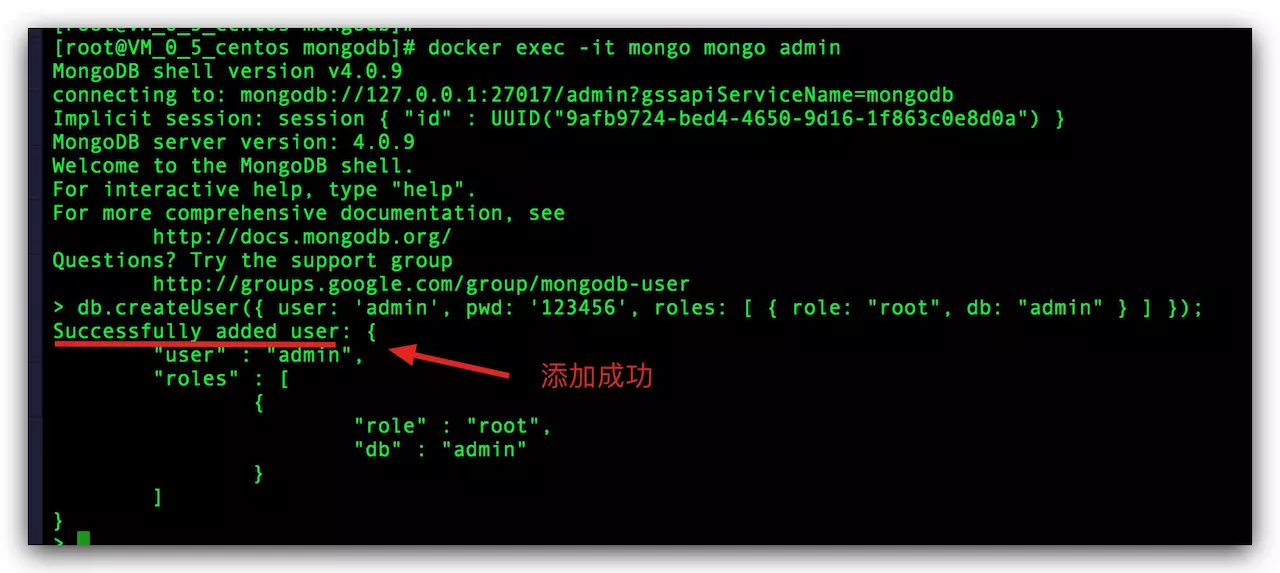 [root@VM_0_5_centos mongodb]#
[root@VM_0_5_centos mongodb]# docker exec -it mongo mongo admin
MongoDB shell version v4.0.9
connecting to: mongodb://127.0.0.1:27017/admin?gssapiServiceName=mongodb
Implicit session: session { "id" : UUID("9afb9724-bed4-4650-9d16-1f863c0e8d0a") }
MongoDB server version: 4.0.9
Welcome to the MongoDB shell.
For interactive help, type "help".
For more comprehensive documentation, see
http://docs.mongodb.org/
Questions? Try the support group
http://groups.google.com/group/mongodb-user
> db.createUser({ user: 'admin', pwd: '123456', roles: [ { role: "root", db: "admin" } ] });
Successfully added user: {
"user" : "admin",
"roles" : [
添加成功
{
"role" : "root",
"db" : "admin"
}
]
}
>